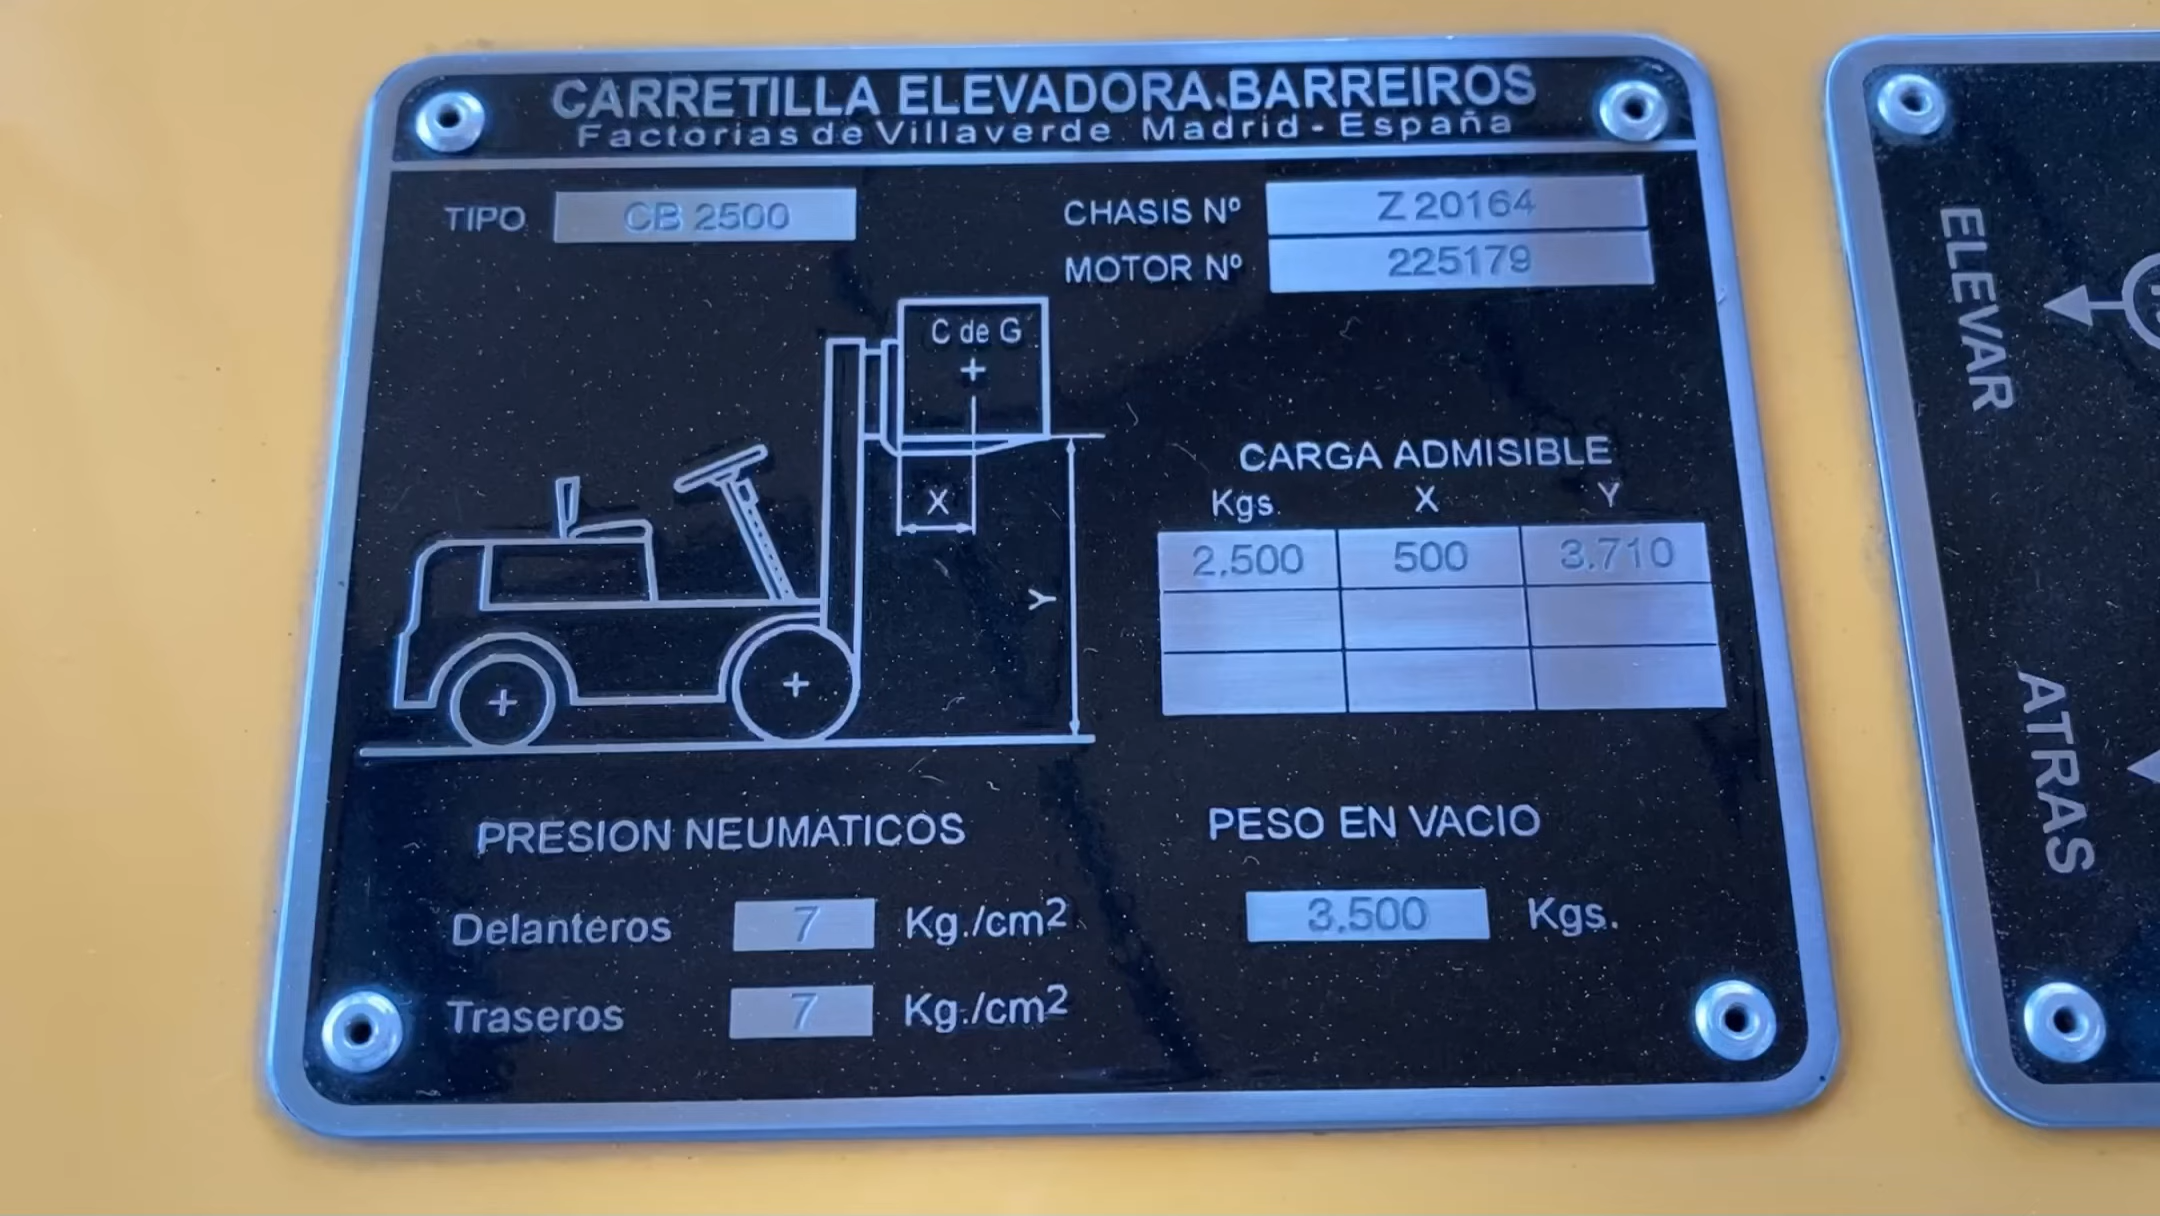 CARRETILLA ELEVADORA BARREIROS
Factorias de Villaverde. Madrid - España
TIPO CB 2500
CHASIS Nº Z 20164
MOTOR Nº 225179
C de G
X
Y
CARGA ADMISIBLE
Kgs. X Y
2.500 500 3.710
PRESION NEUMATICOS
Delanteros 7 Kg./cm2
Traseros 7 Kg./cm2
PESO EN VACIO
3.500 Kgs.
ELEVAR
ATRAS